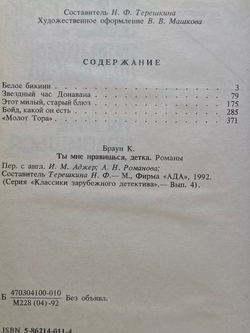 Составитель Н. Ф. Терешкина
Художественное оформление В. В. Машкова
СОДЕРЖАНИЕ
Белое бикини . . . 3
Звездный час Донавана . . . 79
Этот милый, старый блюз . . . 175
Бойд, какой он есть . . . 285
«Молот Тора» . . . 371
Браун К.
Ты мне нравишься, детка. Романы
Пер. с англ. И. М. Аджер; А. Н. Романова;
Составитель Терешкина Н. Ф.— М., Фирма «АДА», 1992.
(Серия «Классики зарубежного детектива».— Вып. 4).
Б 470304100-010
М228 (04)-92 Без объявл.
ISBN 5-86214-011-4